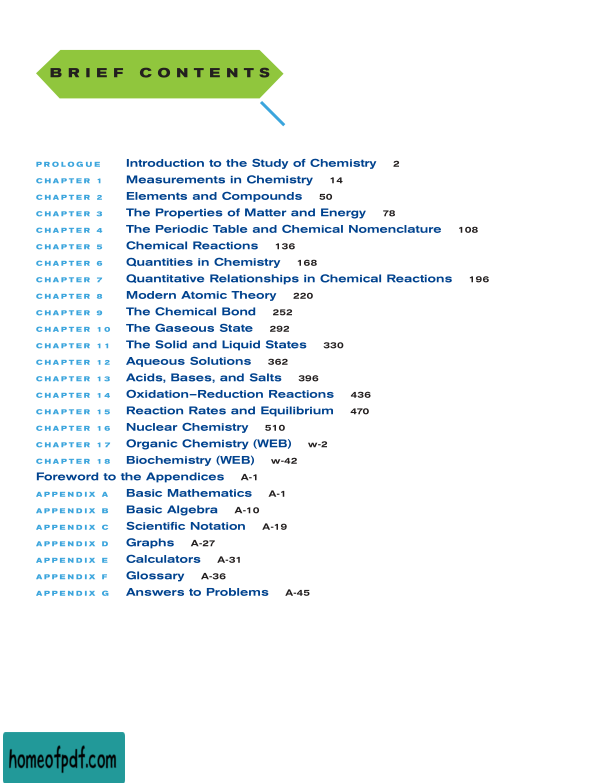 BRIEF CONTENTS
PROLOGUE Introduction to the Study of Chemistry 2
CHAPTER 1 Measurements in Chemistry 14
CHAPTER 2 Elements and Compounds 50
CHAPTER 3 The Properties of Matter and Energy 78
CHAPTER 4 The Periodic Table and Chemical Nomenclature 108
CHAPTER 5 Chemical Reactions 136
CHAPTER 6 Quantities in Chemistry 168
CHAPTER 7 Quantitative Relationships in Chemical Reactions 196
CHAPTER 8 Modern Atomic Theory 220
CHAPTER 9 The Chemical Bond 252
CHAPTER 10 The Gaseous State 292
CHAPTER 11 The Solid and Liquid States 330
CHAPTER 12 Aqueous Solutions 362
CHAPTER 13 Acids, Bases, and Salts 396
CHAPTER 14 Oxidation–Reduction Reactions 436
CHAPTER 15 Reaction Rates and Equilibrium 470
CHAPTER 16 Nuclear Chemistry 510
CHAPTER 17 Organic Chemistry (WEB) w-2
CHAPTER 18 Biochemistry (WEB) w-42
Foreword to the Appendices A-1
APPENDIX A Basic Mathematics A-1
APPENDIX B Basic Algebra A-10
APPENDIX C Scientific Notation A-19
APPENDIX D Graphs A-27
APPENDIX E Calculators A-31
APPENDIX F Glossary A-36
APPENDIX G Answers to Problems A-45
homeofpdf.com